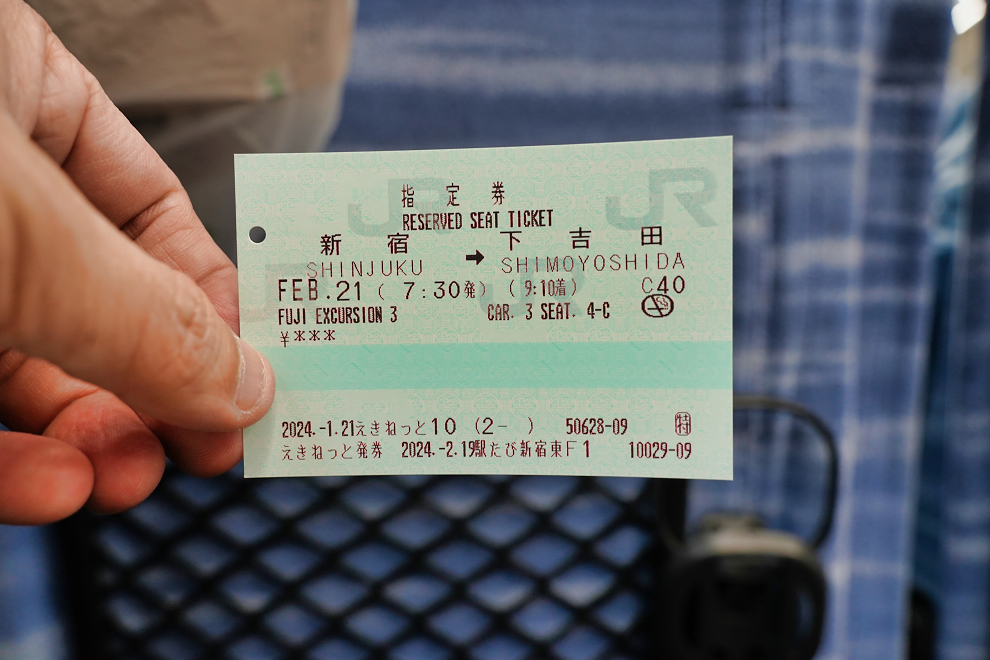 指定券
RESERVED SEAT TICKET
新宿 → 下吉田
SHINJUKU SHIMOYOSHIDA
FEB.21 ( 7:30発) (9:10着) C40
FUJI EXCURSION 3 CAR. 3 SEAT. 4-C
¥***
2024.-1.21えきねっと10 (2- ) 50628-09 特
えきねっと発券 2024.-2.19駅たび新宿東F1 10029-09
JR JR